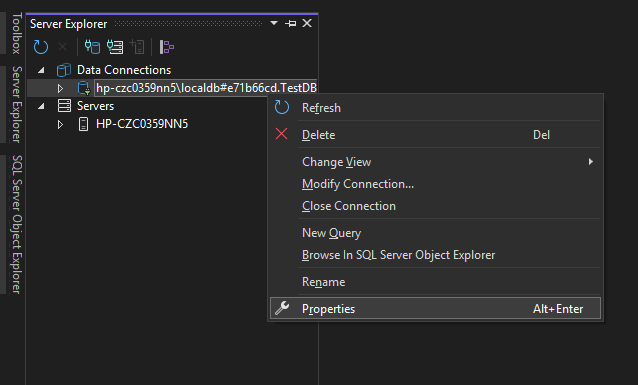 Toolbox
Server Explorer
SQL Server Object Explorer
Server Explorer
Data Connections
hp-czc0359nn5\localdb#e71b66cd.TestDB
Servers
HP-CZC0359NN5
Refresh
Delete Del
Change View
Modify Connection...
Close Connection
New Query
Browse In SQL Server Object Explorer
Rename
Properties Alt+Enter